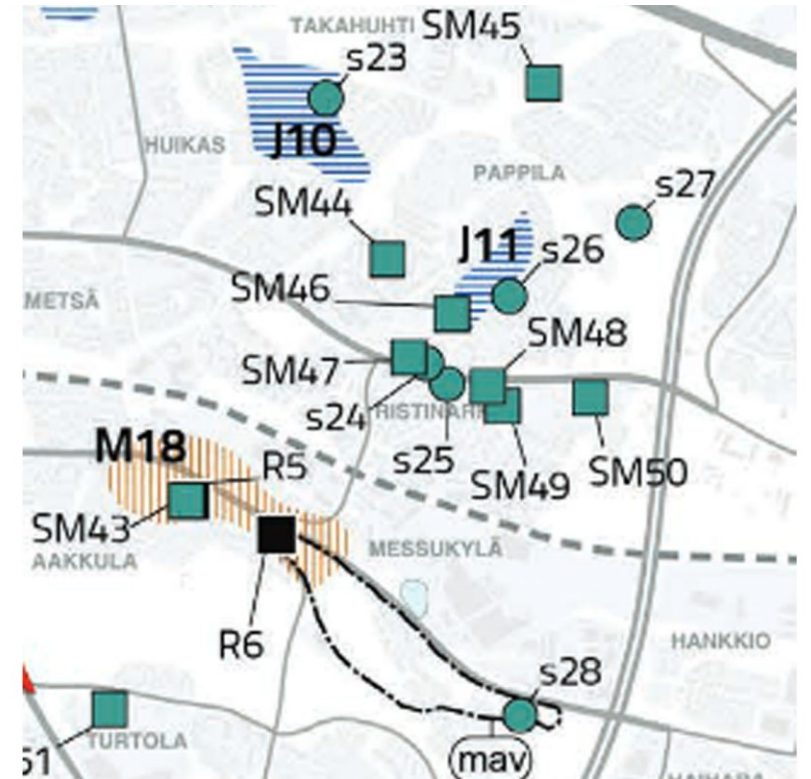 TAKAHUHTI
SM45
s23
J10
HUIKAS
PAPPILA
s27
SM44
J11
s26
SM46
METSÄ
SM48
SM47
s24
s25
SM49
SM50
M18
R5
SM43
AAKKULA
MESSUKYLÄ
R6
HANKKIO
s28
51
TURTOLA
mav